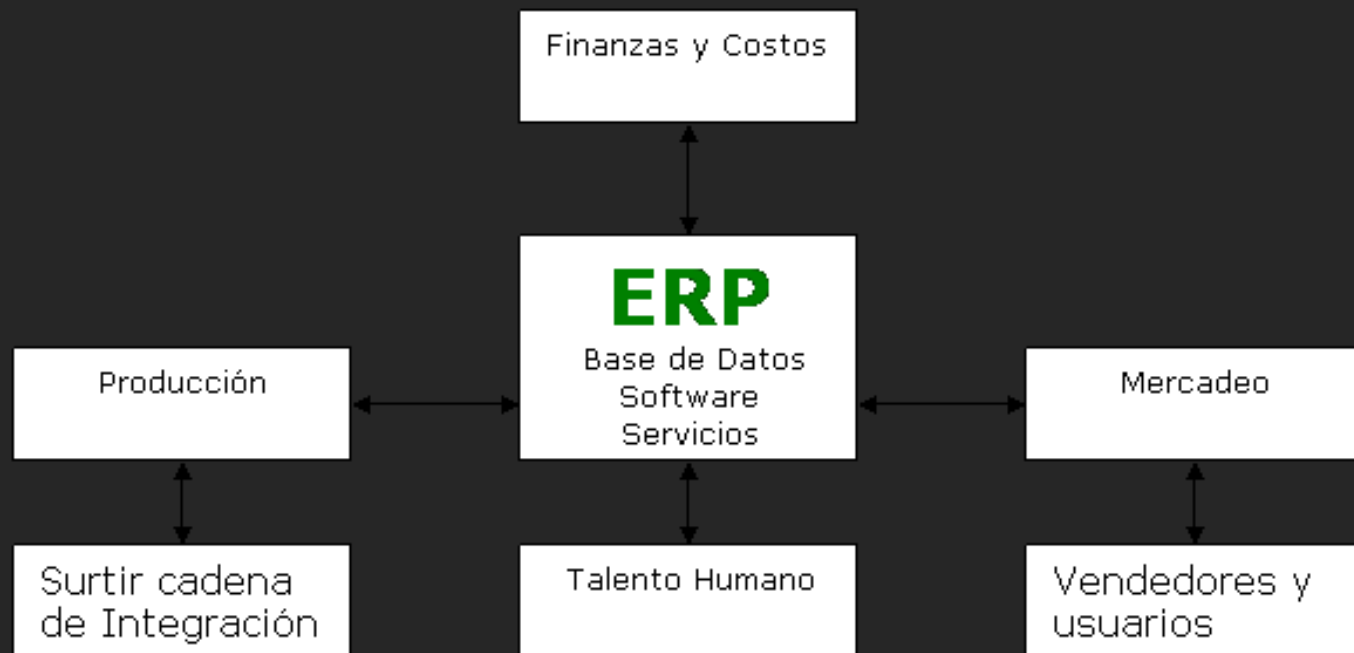 Finanzas y Costos
ERP
Base de Datos
Software
Servicios
Producción
Mercadeo
Surtir cadena
de Integración
Talento Humano
Vendedores y
usuarios